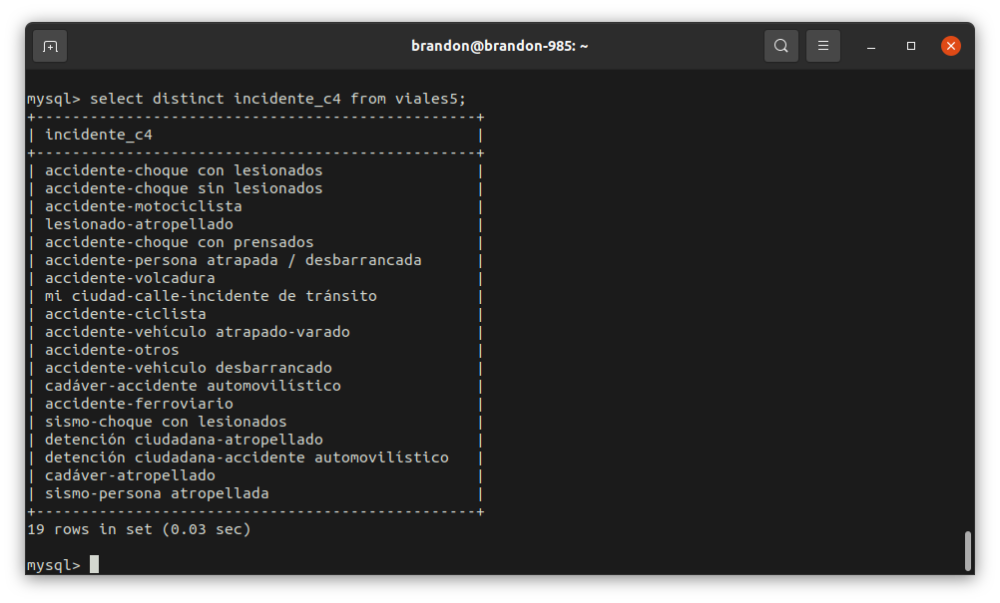 brandon@brandon-985: ~
mysql> select distinct incidente_c4 from viales5;
+-------------------------------------------------+
| incidente_c4                                    |
+-------------------------------------------------+
| accidente-choque con lesionados                 |
| accidente-choque sin lesionados                 |
| accidente-motociclista                          |
| lesionado-atropellado                           |
| accidente-choque con prensados                  |
| accidente-persona atrapada / desbarrancada      |
| accidente-volcadura                             |
| mi ciudad-calle-incidente de tránsito           |
| accidente-ciclista                              |
| accidente-vehículo atrapado-varado              |
| accidente-otros                                 |
| accidente-vehiculo desbarrancado                |
| cadáver-accidente automovilístico               |
| accidente-ferroviario                           |
| sismo-choque con lesionados                     |
| detención ciudadana-atropellado                 |
| detención ciudadana-accidente automovilístico   |
| cadáver-atropellado                             |
| sismo-persona atropellada                       |
+-------------------------------------------------+
19 rows in set (0.03 sec)
mysql>